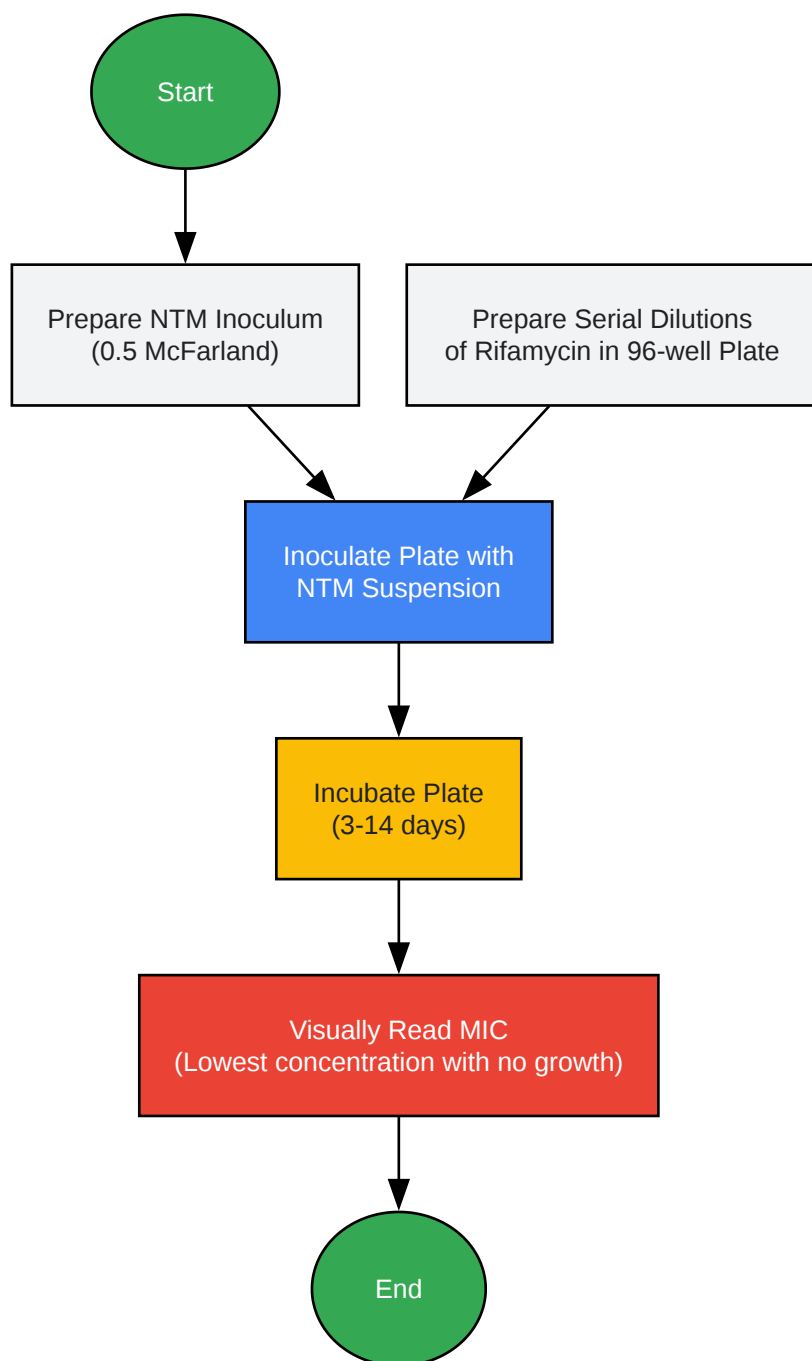 Start
Prepare NTM Inoculum
(0.5 McFarland)
Prepare Serial Dilutions
of Rifamycin in 96-well Plate
Inoculate Plate with
NTM Suspension
Incubate Plate
(3-14 days)
Visually Read MIC
(Lowest concentration with no growth)
End